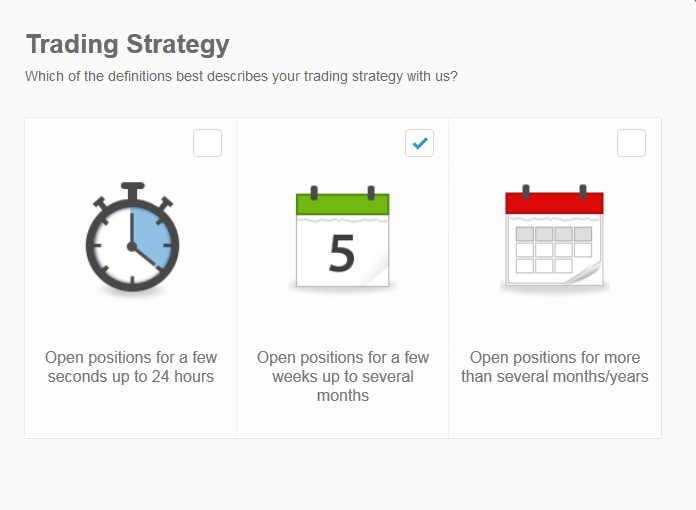 Trading Strategy
Which of the definitions best describes your trading strategy with us?
5
Open positions for a few
seconds up to 24 hours
Open positions for a few
weeks up to several
months
Open positions for more
than several months/years